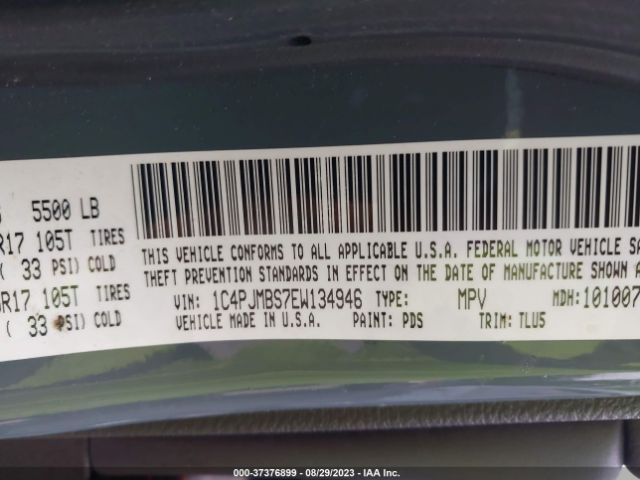 5500 LB
R17 105T TIRES
( 33 PSI) COLD
R17 105T TIRES
( 33 PSI) COLD
THIS VEHICLE CONFORMS TO ALL APPLICABLE U.S.A. FEDERAL MOTOR VEHICLE SA
THEFT PREVENTION STANDARDS IN EFFECT ON THE DATE OF MANUFACTURE SHOWN
VIN: 1C4PJMBS7EW134946 TYPE: MPV MDH: 101007
VEHICLE MADE IN U.S.A. PAINT: PDS TRIM: TLU5
000-37376899 — 08/29/2023 — IAA Inc.